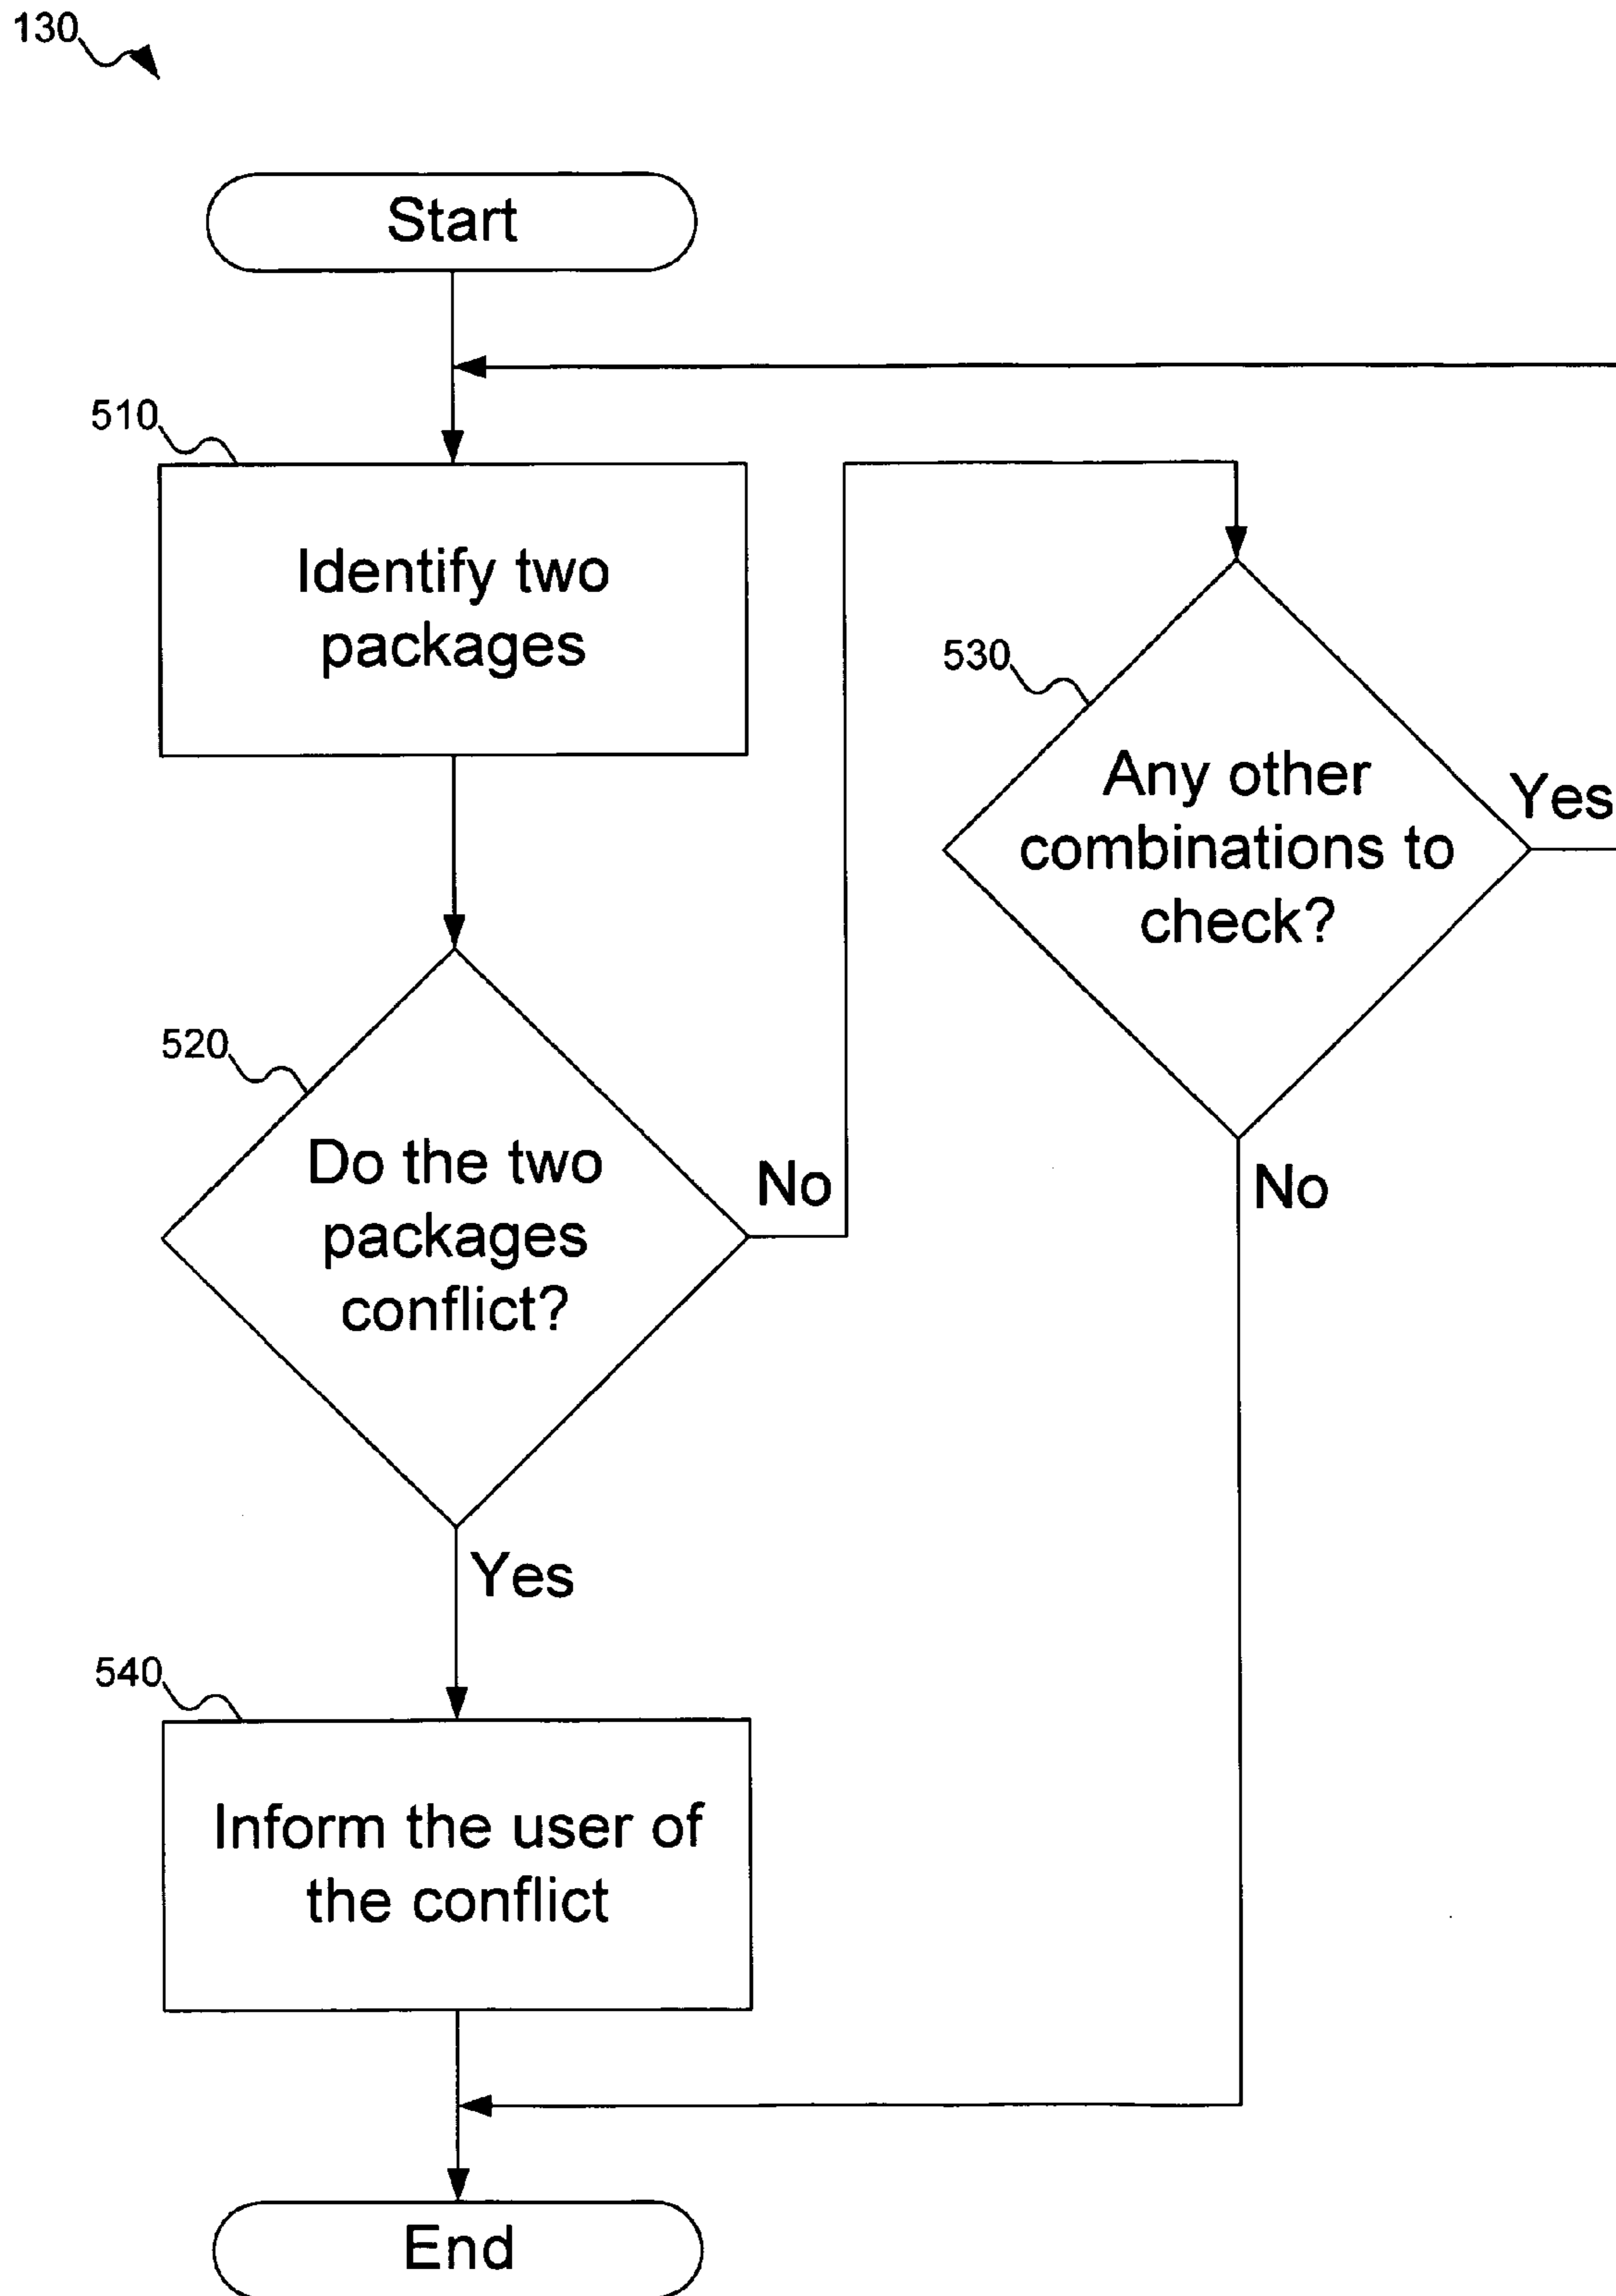 130
Start
510
Identify two
packages
530
Any other
combinations to
check?
Yes
520
Do the two
packages
conflict?
No
No
Yes
540
Inform the user of
the conflict
End